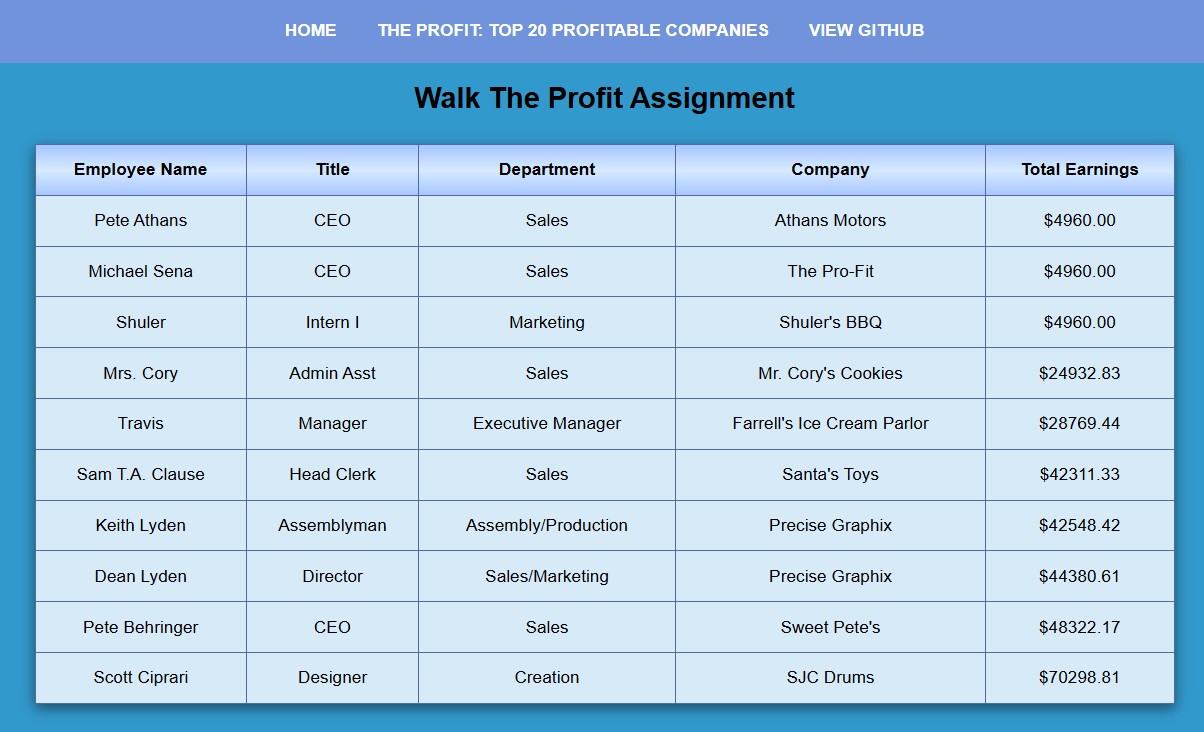 HOME THE PROFIT: TOP 20 PROFITABLE COMPANIES VIEW GITHUB
Walk The Profit Assignment
Employee Name Title Department Company Total Earnings
Pete Athans CEO Sales Athans Motors $4960.00
Michael Sena CEO Sales The Pro-Fit $4960.00
Shuler Intern I Marketing Shuler's BBQ $4960.00
Mrs. Cory Admin Asst Sales Mr. Cory's Cookies $24932.83
Travis Manager Executive Manager Farrell's Ice Cream Parlor $28769.44
Sam T.A. Clause Head Clerk Sales Santa's Toys $42311.33
Keith Lyden Assemblyman Assembly/Production Precise Graphix $42548.42
Dean Lyden Director Sales/Marketing Precise Graphix $44380.61
Pete Behringer CEO Sales Sweet Pete's $48322.17
Scott Ciprari Designer Creation SJC Drums $70298.81